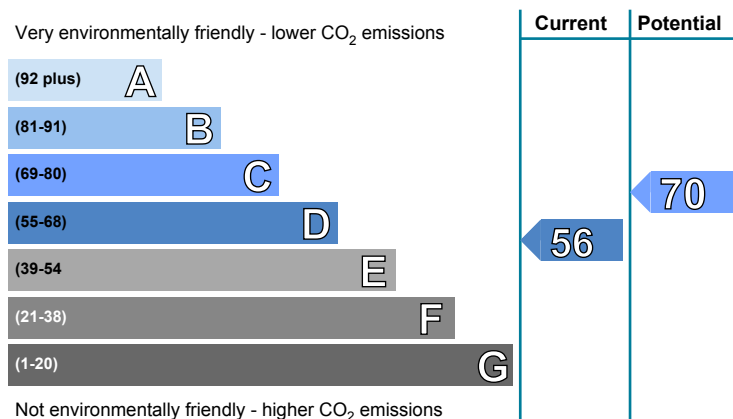 Current Potential
Very environmentally friendly - lower CO2 emissions
(92 plus) A
(81-91) B
(69-80) C
70
(55-68) D
56
(39-54 E
(21-38) F
(1-20) G
Not environmentally friendly - higher CO2 emissions